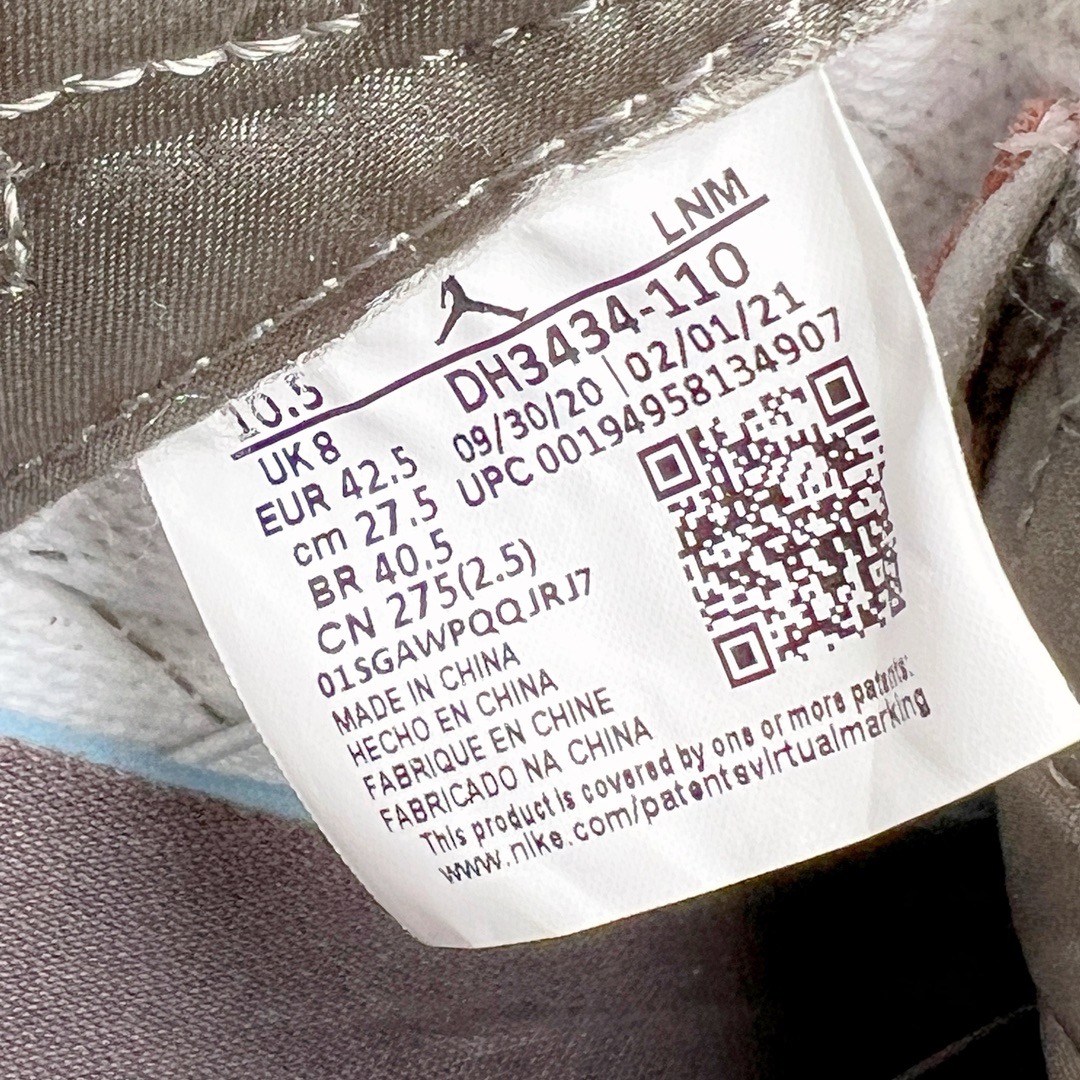 LNM
10.5
DH3434-110
UK 8
09/30/20 | 02/01/21
EUR 42.5
UPC 00194958134907
cm 27.5
BR 40.5
CN 275(2.5)
01SGAWPQQJRJ7
MADE IN CHINA
HECHO EN CHINA
FABRIQUE EN CHINE
FABRICADO NA CHINA
This product is covered by one or more patents:
www.nike.com/patentsvirtualmarking